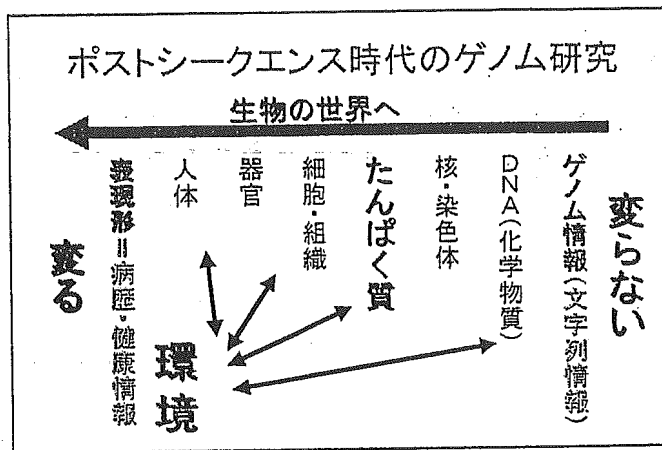 ポストシークエンス時代のゲノム研究
生物の世界へ
変らない
ゲノム情報(文字列情報)
DNA(化学物質)
核・染色体
たんぱく質
細胞・組織
器官
人体
表現形=病歴・健康情報
変る
環境